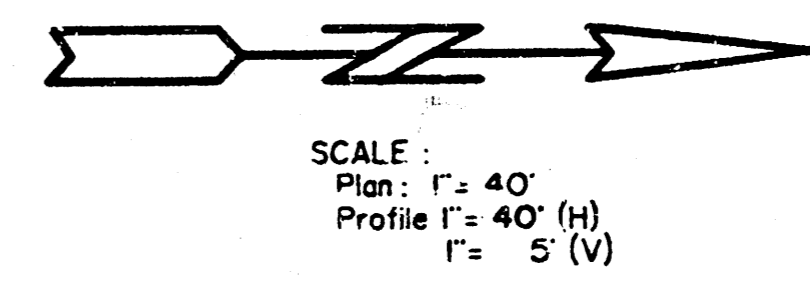 N
SCALE :
Plan : 1" = 40'
Profile 1" = 40' (H)
1" = 5' (V)